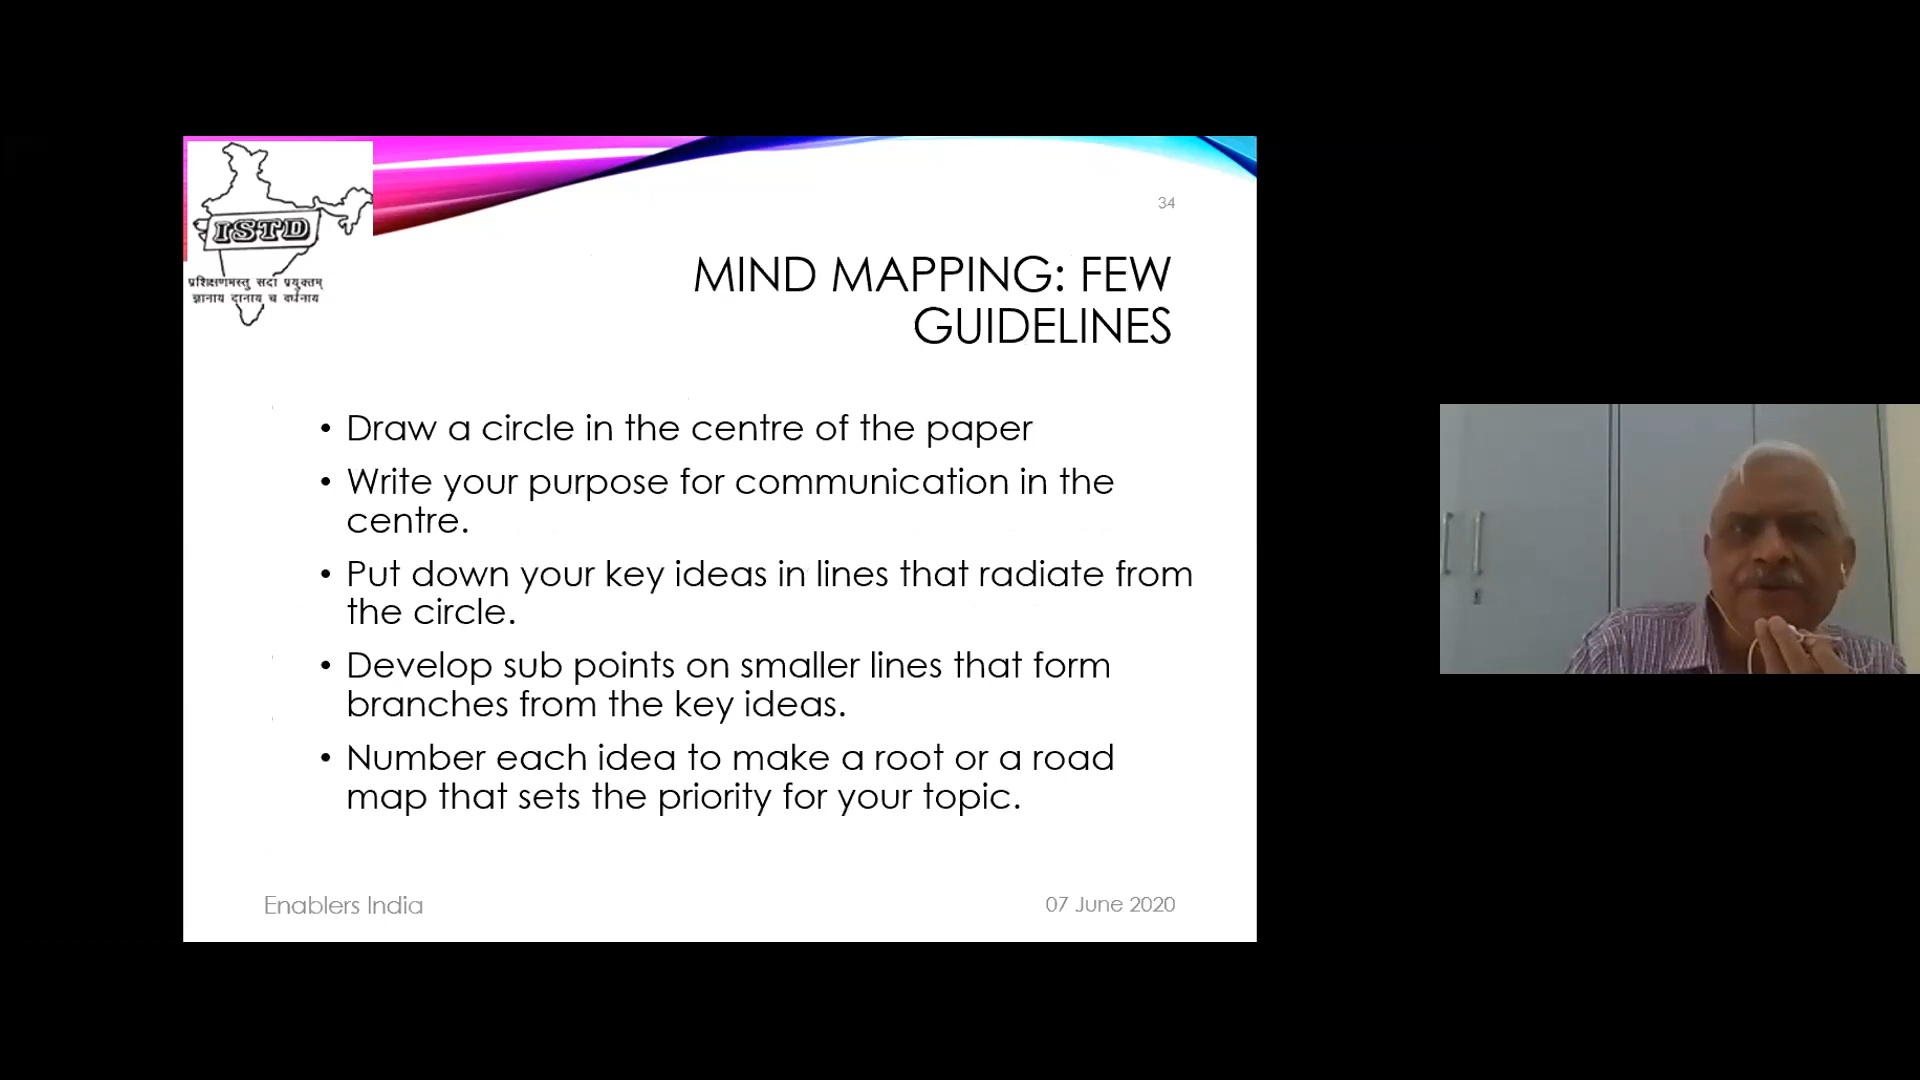 ISTD
प्रशिक्षणमस्तु सदा प्रयुक्तम्
ज्ञानाय दानाय च वर्धनाय
34
MIND MAPPING: FEW
GUIDELINES
• Draw a circle in the centre of the paper
• Write your purpose for communication in the
centre.
• Put down your key ideas in lines that radiate from
the circle.
• Develop sub points on smaller lines that form
branches from the key ideas.
• Number each idea to make a root or a road
map that sets the priority for your topic.
Enablers India
07 June 2020